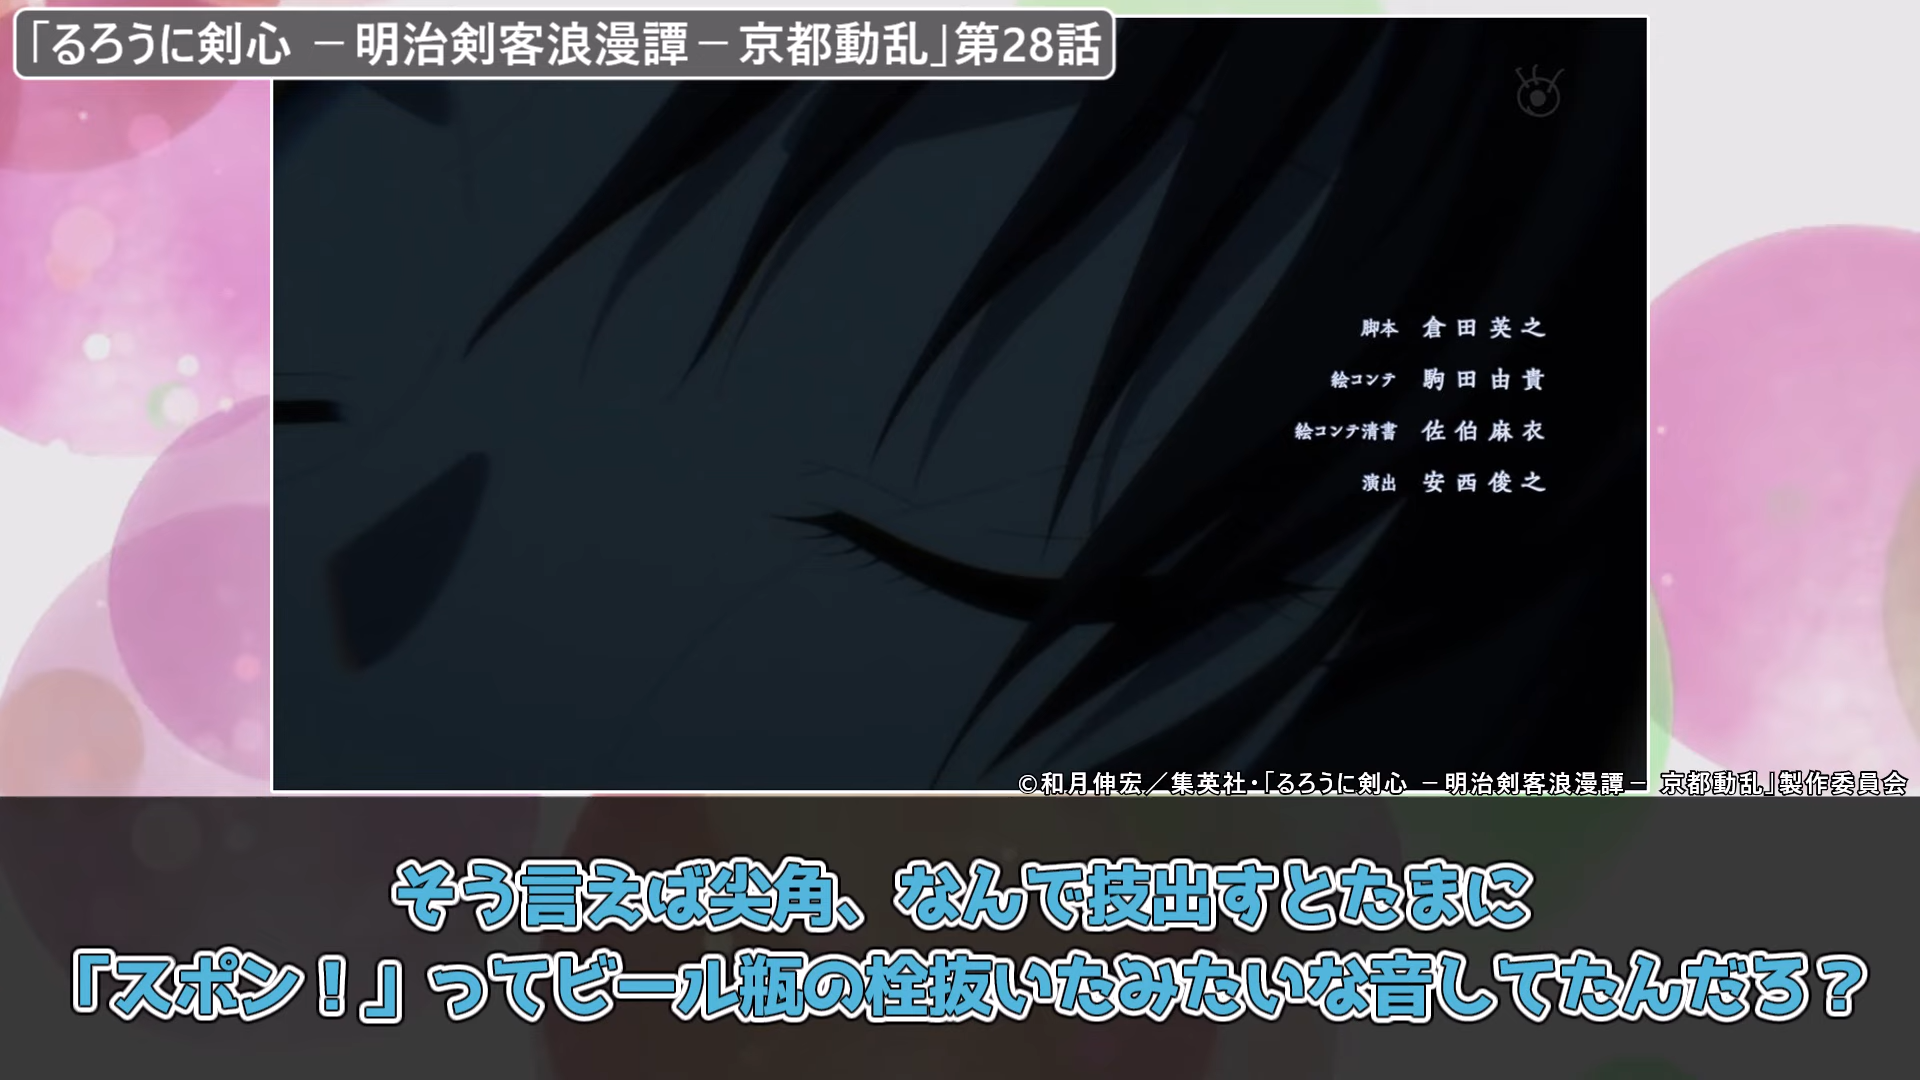 「るろうに剣心 －明治剣客浪漫譚－京都動乱」第28話
脚本 倉田英之
絵コンテ 駒田由貴
絵コンテ清書 佐伯麻衣
演出 安西俊之
©和月伸宏／集英社・「るろうに剣心 －明治剣客浪漫譚－ 京都動乱」製作委員会
そう言えば尖角、なんで技出すとたまに
「スポン！」ってビール瓶の栓抜いたみたいな音してたんだろ？